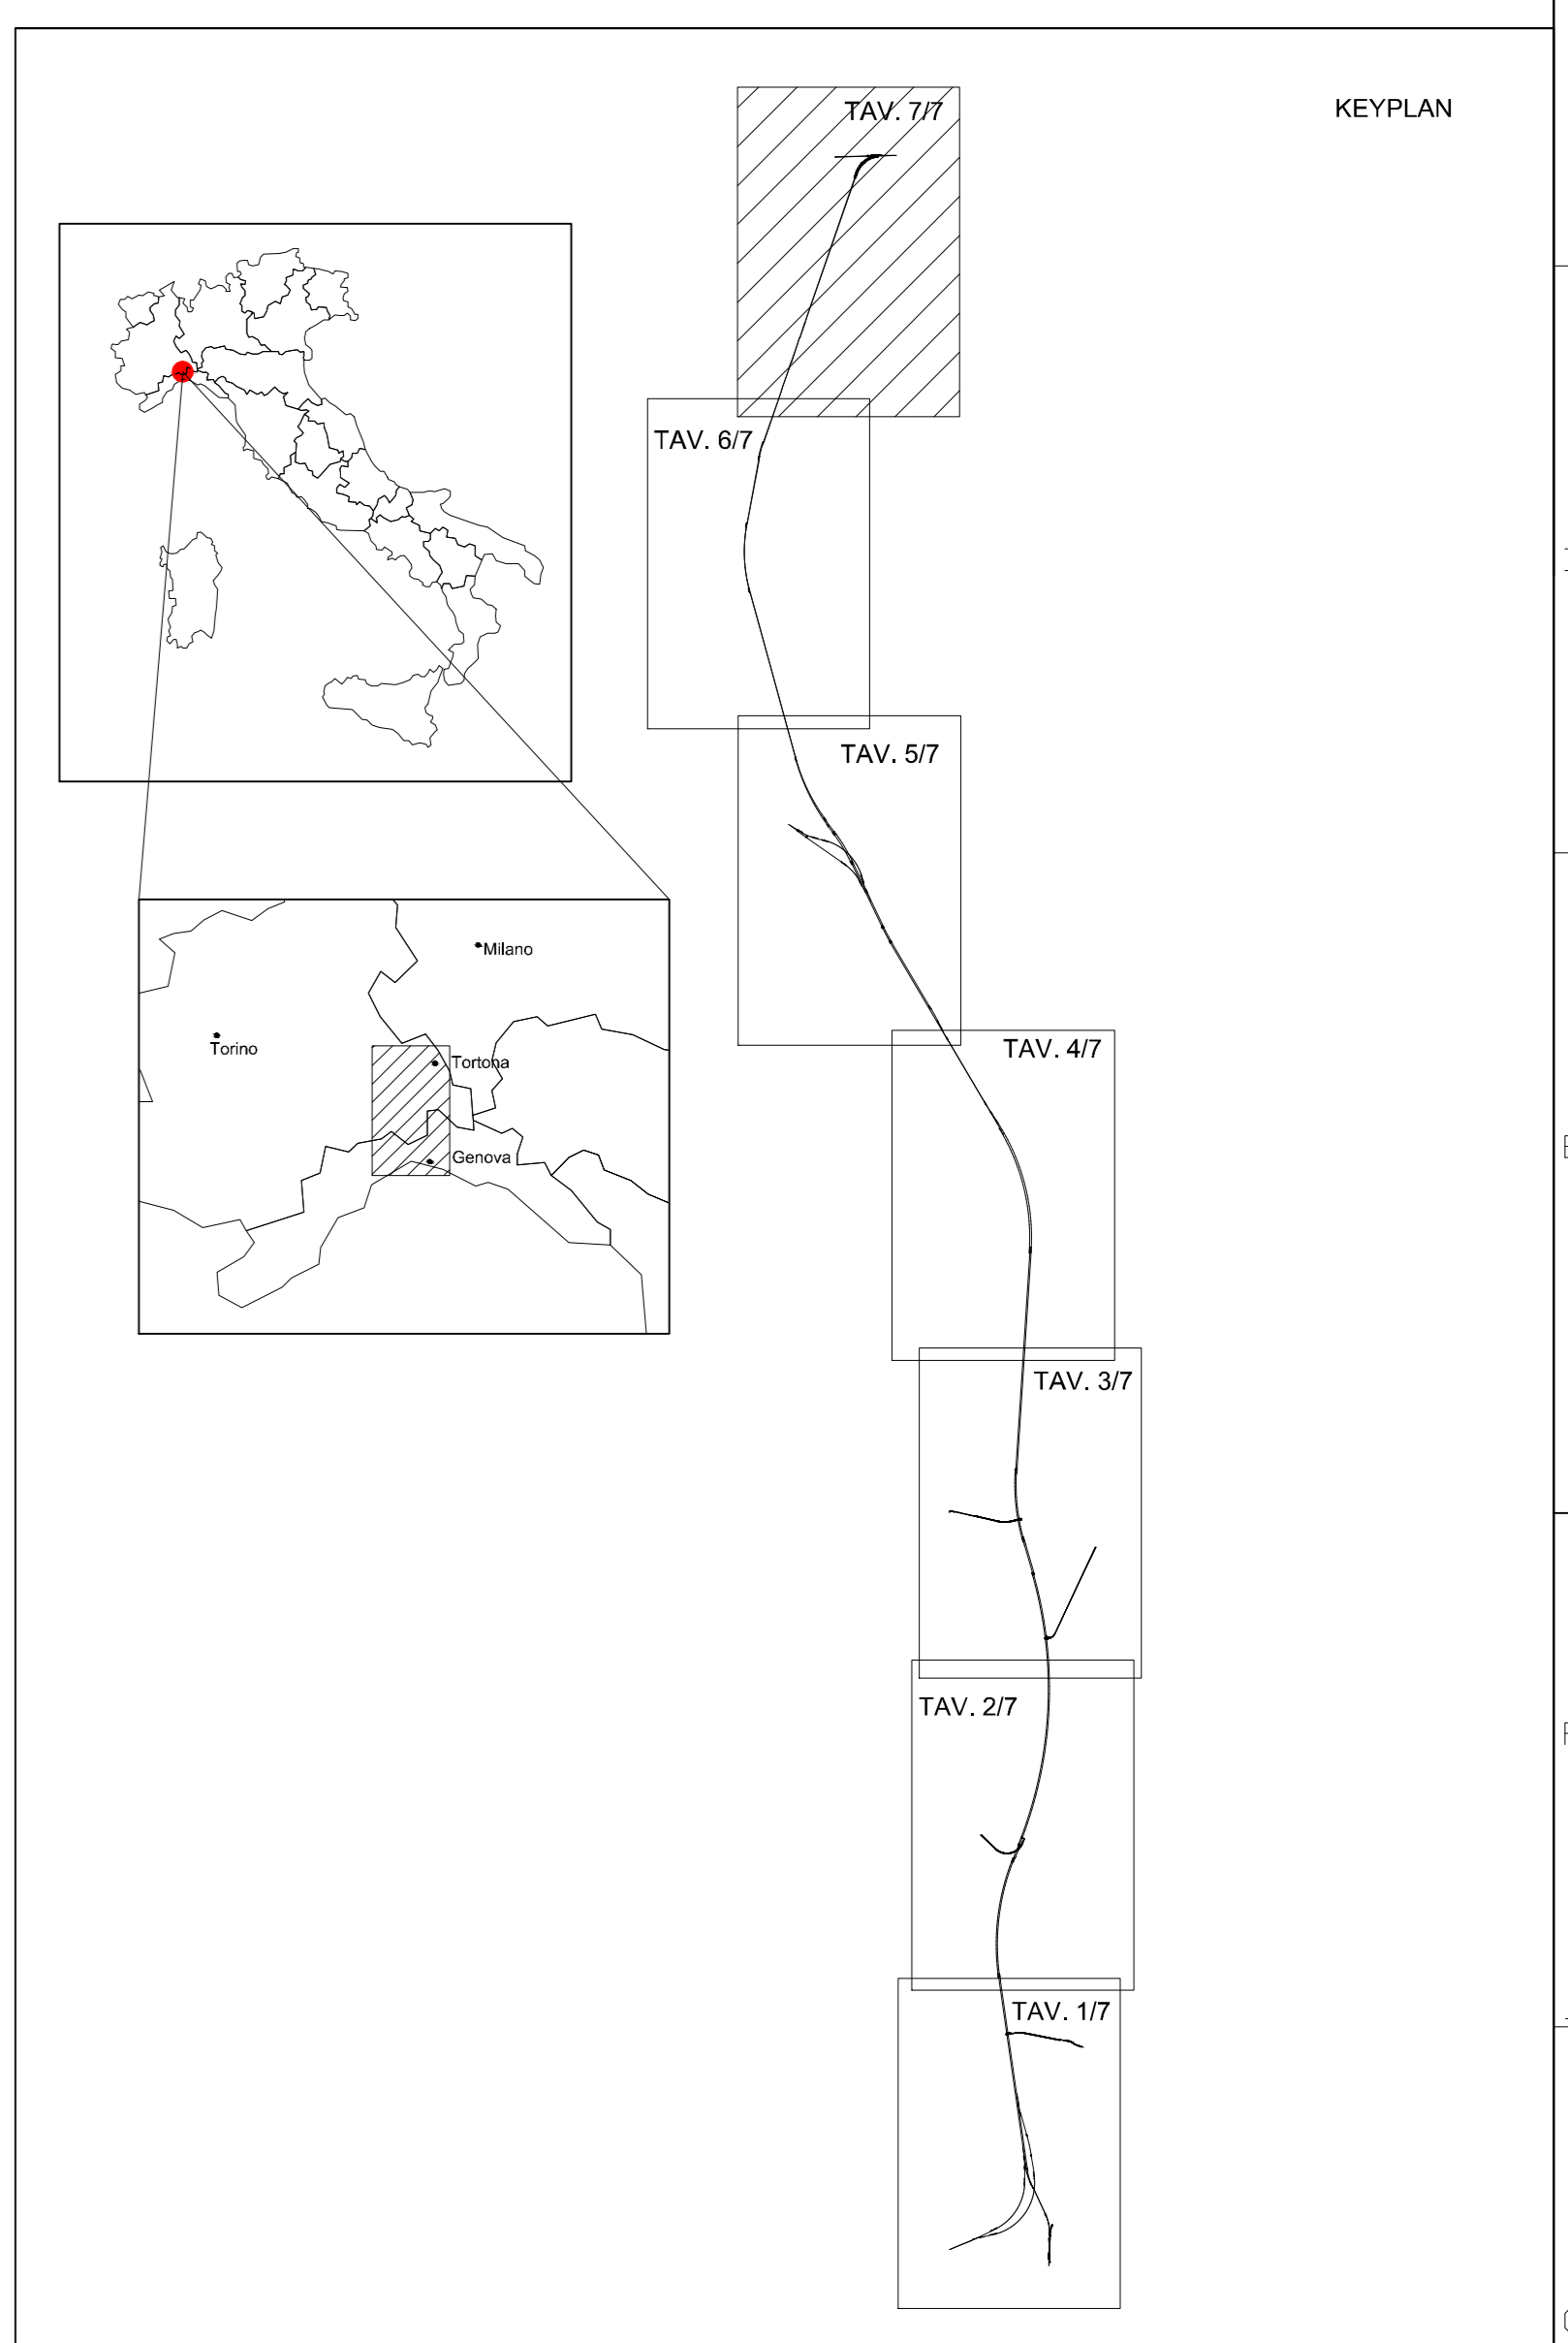 KEYPLAN
TAV. 7/7
TAV. 6/7
TAV. 5/7
Milano
Torino
Tortona
Genova
TAV. 4/7
TAV. 3/7
TAV. 2/7
TAV. 1/7